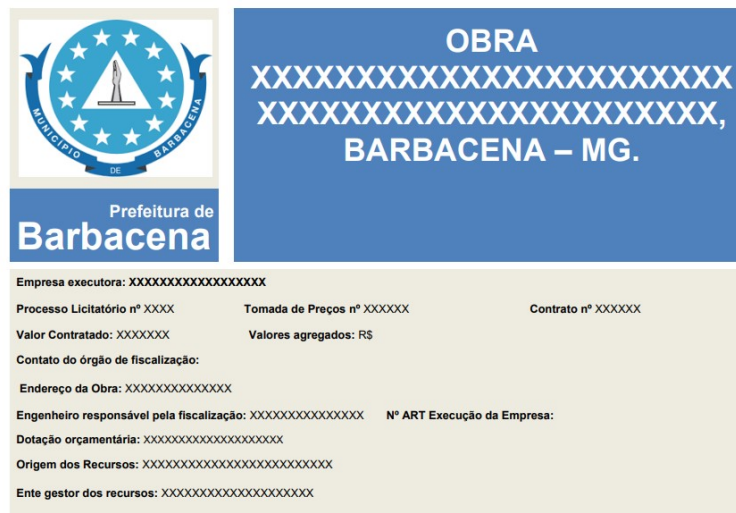 MUNICIPIO DE BARBACENA
Prefeitura de
Barbacena
OBRA
XXXXXXXXXXXXXXXXXXXXXXX
XXXXXXXXXXXXXXXXXXXXXX,
BARBACENA – MG.
Empresa executora: XXXXXXXXXXXXXXXXXX
Processo Licitatório nº XXXX Tomada de Preços nº XXXXXX Contrato nº XXXXXX
Valor Contratado: XXXXXXX Valores agregados: R$
Contato do órgão de fiscalização:
Endereço da Obra: XXXXXXXXXXXXXX
Engenheiro responsável pela fiscalização: XXXXXXXXXXXXXXX Nº ART Execução da Empresa:
Dotação orçamentária: XXXXXXXXXXXXXXXXXXXX
Origem dos Recursos: XXXXXXXXXXXXXXXXXXXXXXXXX
Ente gestor dos recursos: XXXXXXXXXXXXXXXXXXXX